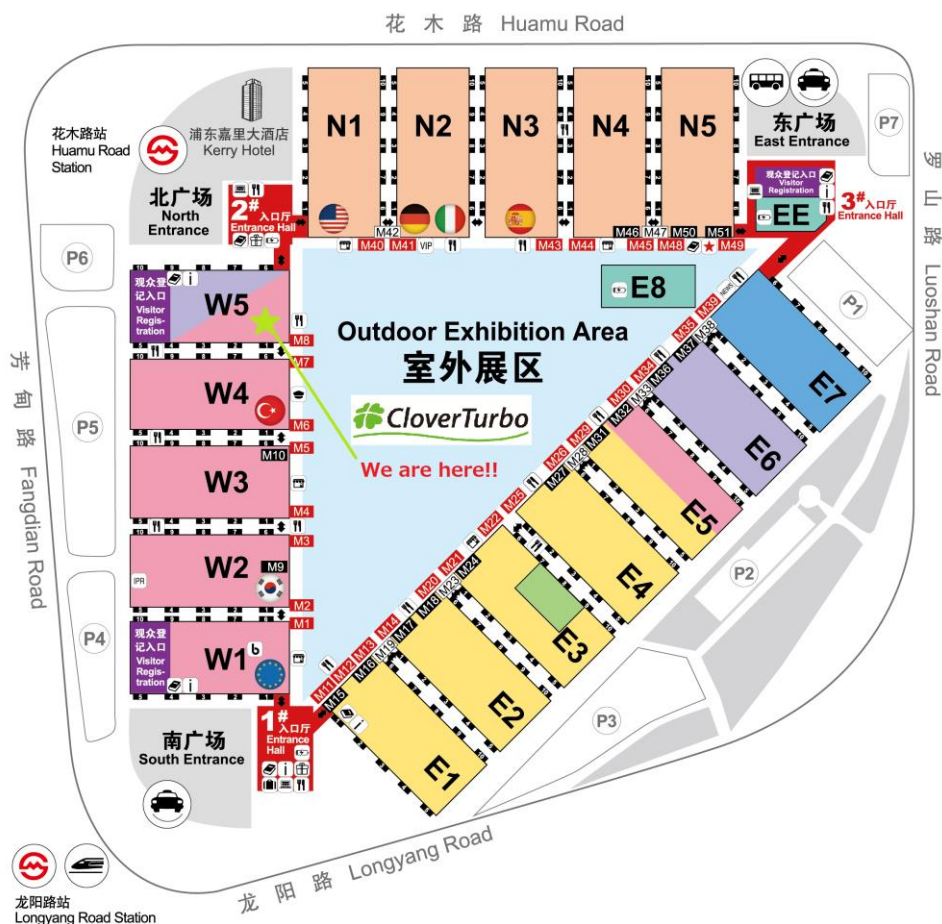 花木路 Huamu Road
花木路站
Huamu Road
Station
浦东嘉里大酒店
Kerry Hotel
北广场
North
Entrance
2# 入口厅
Entrance Hall
N1
N2
N3
N4
N5
东广场
East Entrance
P7
罗山路 Luoshan Road
观众登记入口
Visitor
Registration
EE
3# 入口厅
Entrance Hall
M42
M40
M41
VIP
M43
M44
M46
M47
M50
M51
M45
M48
M49
P6
观众登
记入口
Visitor
Regis-
tration
W5
E8
NEWS
M39
P1
Outdoor Exhibition Area
室外展区
CloverTurbo
We are here!!
M8
M7
W4
M6
M5
M10
W3
M4
M3
W2
M9
IPR
M2
M1
观众登
记入口
Visitor
Regis-
tration
W1
b
P5
P4
芳甸路 Fangdian Road
M35
M38
M37
M36
M34
M33
M32
M30
M31
M29
M28
M27
M26
M25
M24
M23
M22
M21
M20
M18
M17
M19
M16
M14
M13
M12
M11
M15
E7
E6
E5
E4
E3
E2
E1
P2
P3
1#
入口厅
Entrance
Hall
南广场
South Entrance
龙阳路 Longyang Road
龙阳路站
Longyang Road Station